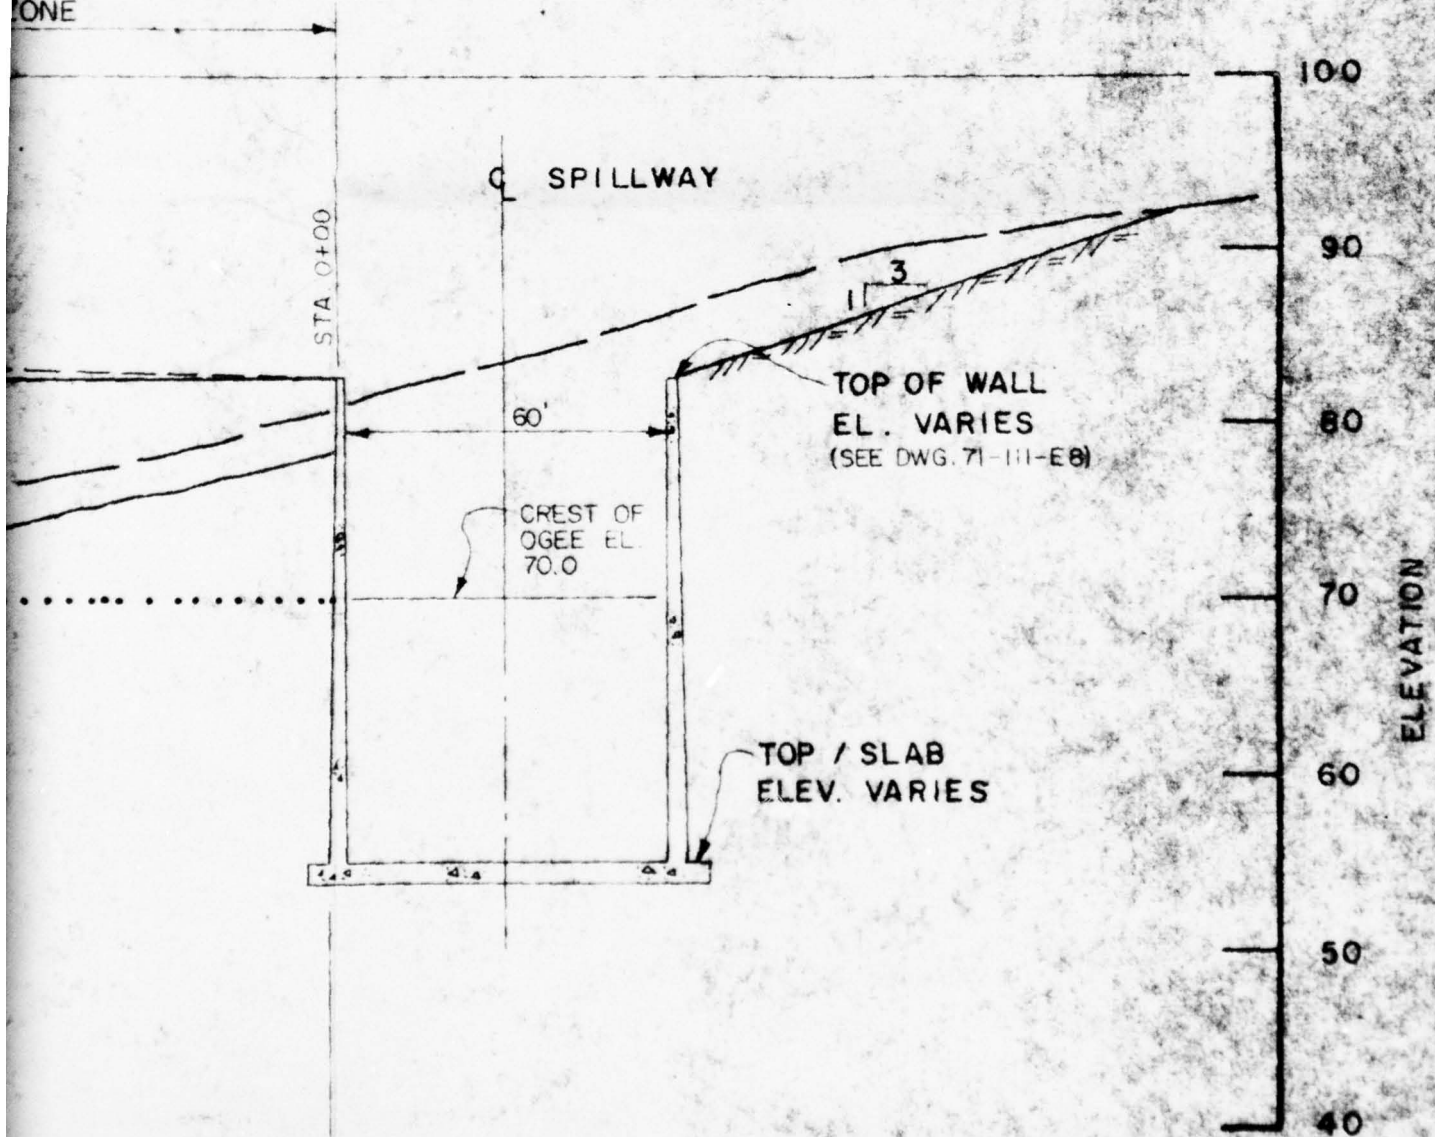 100
℄ SPILLWAY
STA. 0+00
90
3
1
TOP OF WALL
EL. VARIES
(SEE DWG. 71-111-E8)
80
60'
CREST OF
OGEE EL.
70.0
70
ELEVATION
TOP / SLAB
ELEV. VARIES
60
50
40